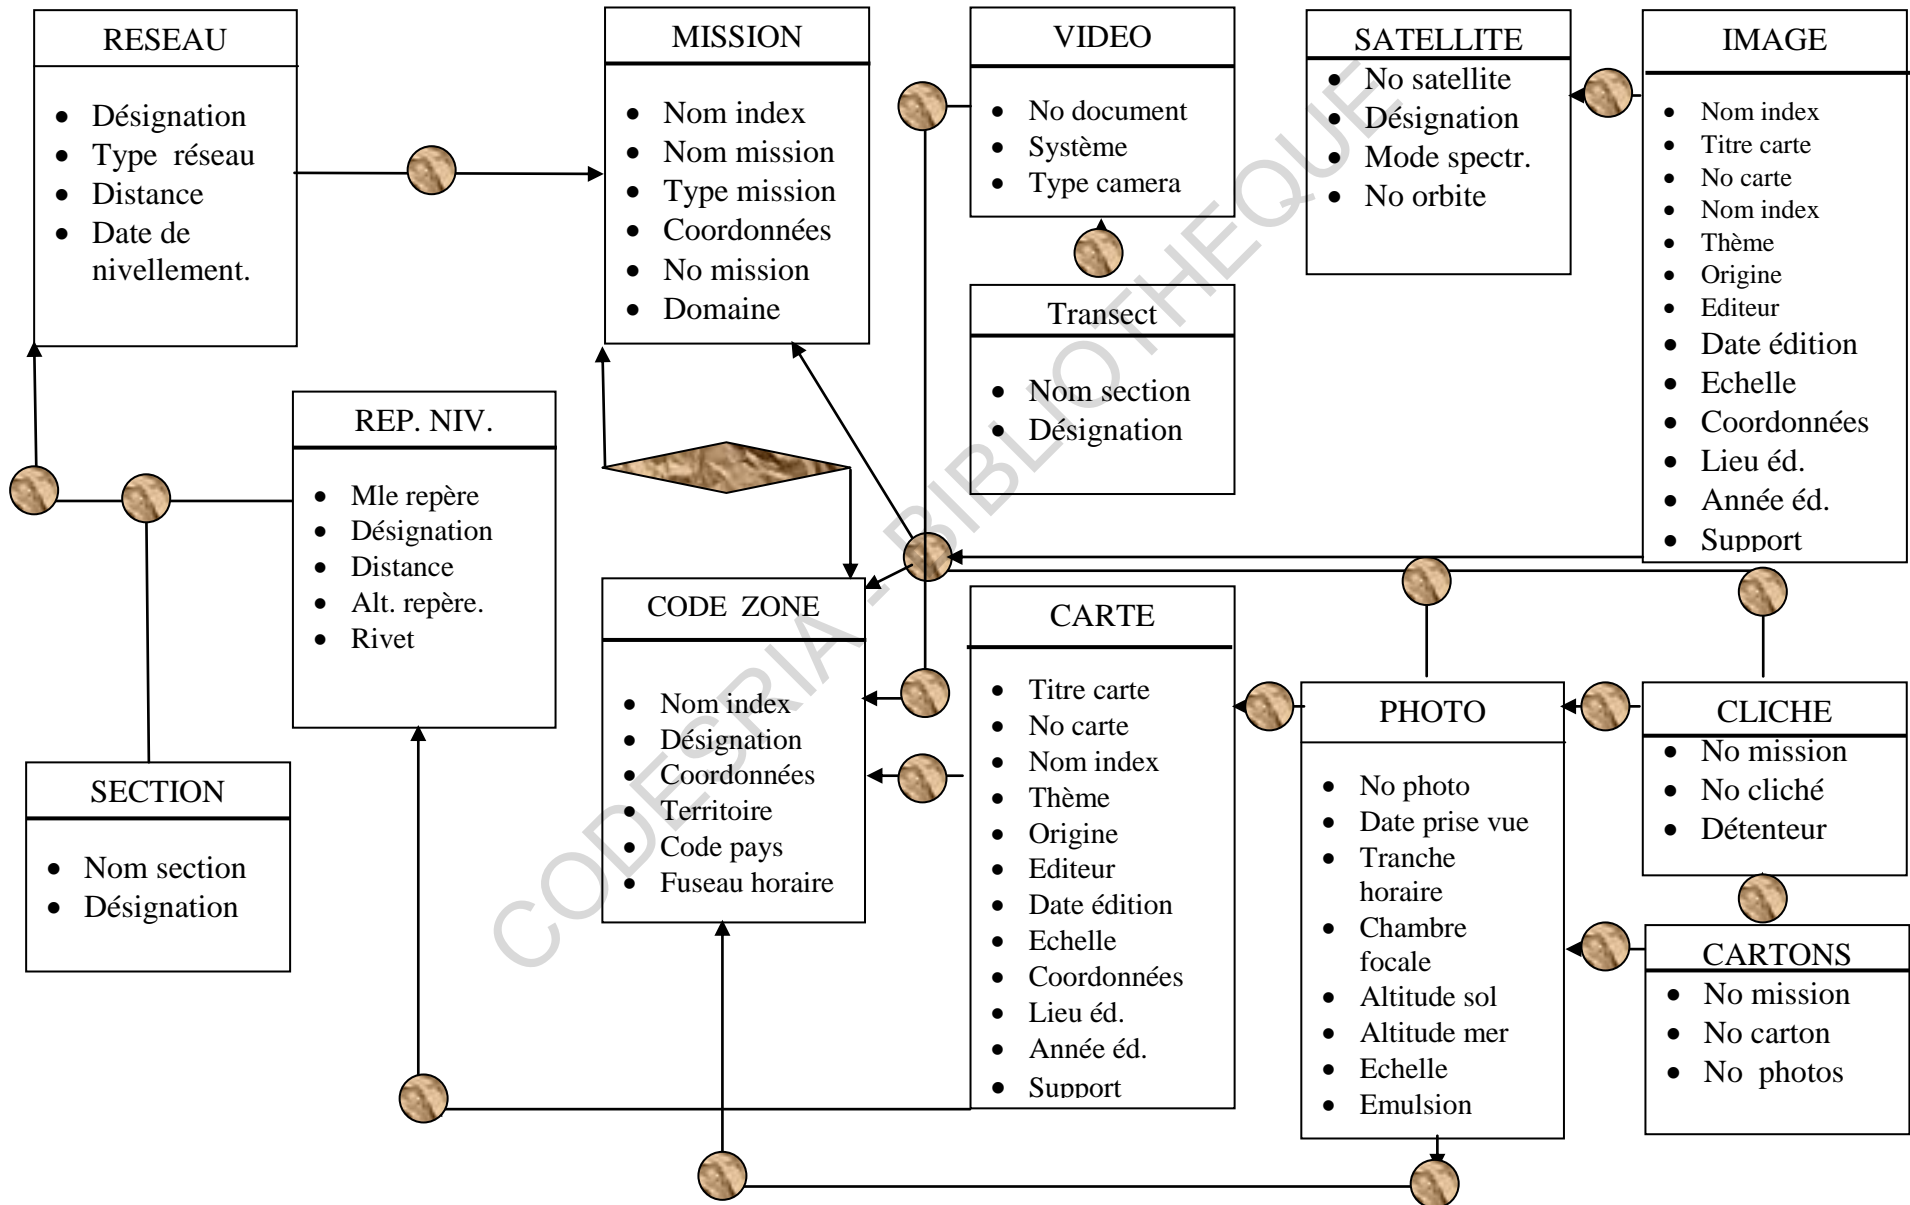 RESEAU
Désignation
Type réseau
Distance
Date de
nivellement.
MISSION
Nom index
Nom mission
Type mission
Coordonnées
No mission
Domaine
VIDEO
No document
Système
Type camera
SATELLITE
No satellite
Désignation
Mode spectr.
No orbite
IMAGE
Nom index
Titre carte
No carte
Nom index
Thème
Origine
Editeur
Date édition
Echelle
Coordonnées
Lieu éd.
Année éd.
Support
Transect
Nom section
Désignation
REP. NIV.
Mle repère
Désignation
Distance
Alt. repère.
Rivet
SECTION
Nom section
Désignation
CODE ZONE
Nom index
Désignation
Coordonnées
Territoire
Code pays
Fuseau horaire
CARTE
Titre carte
No carte
Nom index
Thème
Origine
Editeur
Date édition
Echelle
Coordonnées
Lieu éd.
Année éd.
Support
PHOTO
No photo
Date prise vue
Tranche
horaire
Chambre
focale
Altitude sol
Altitude mer
Echelle
Emulsion
CLICHE
No mission
No cliché
Détenteur
CARTONS
No mission
No carton
No photos
CODESRIA - BIBLIOTHEQUE